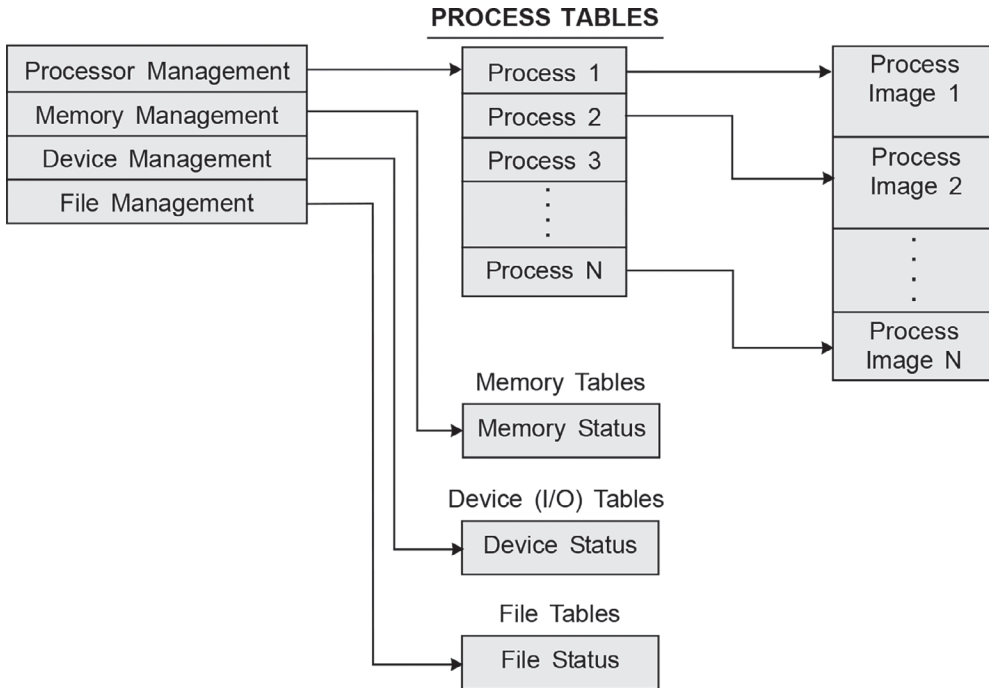 PROCESS TABLES
Processor Management
Memory Management
Device Management
File Management
Process 1
Process 2
Process 3
Process N
Process
Image 1
Process
Image 2
Process
Image N
Memory Tables
Memory Status
Device (I/O) Tables
Device Status
File Tables
File Status